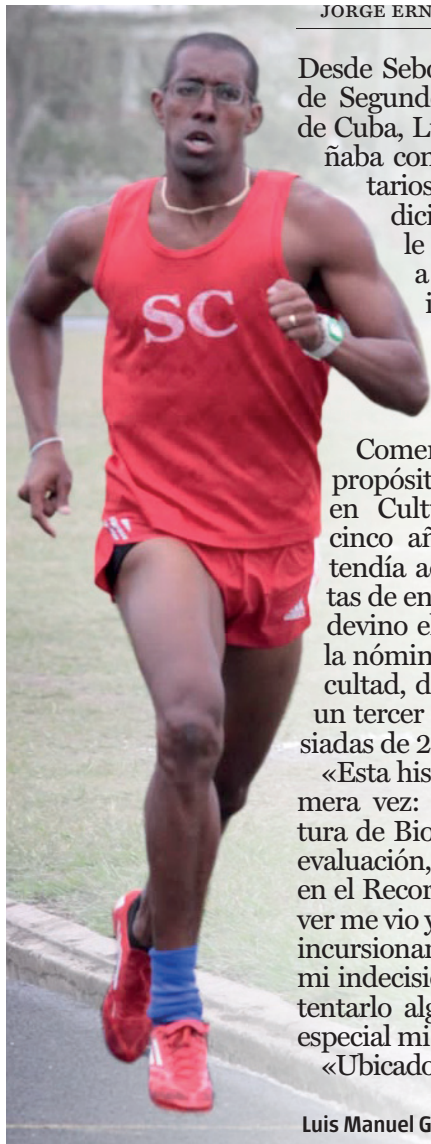 JORGE ERN
Desde Sebo
de Segund
de Cuba, L
ñaba con
tarios
dici
le
a
i
SC
Comen
propósit
en Cult
cinco añ
tendía ac
tas de en
devino el
la nómin
cultad, d
un tercer
siadas de 2
«Esta his
mera vez:
tura de Bio
evaluación,
en el Recor
ver me vio y
incursionar
mi indecisi
tentarlo alg
especial mi
«Ubicado
Luis Manuel G